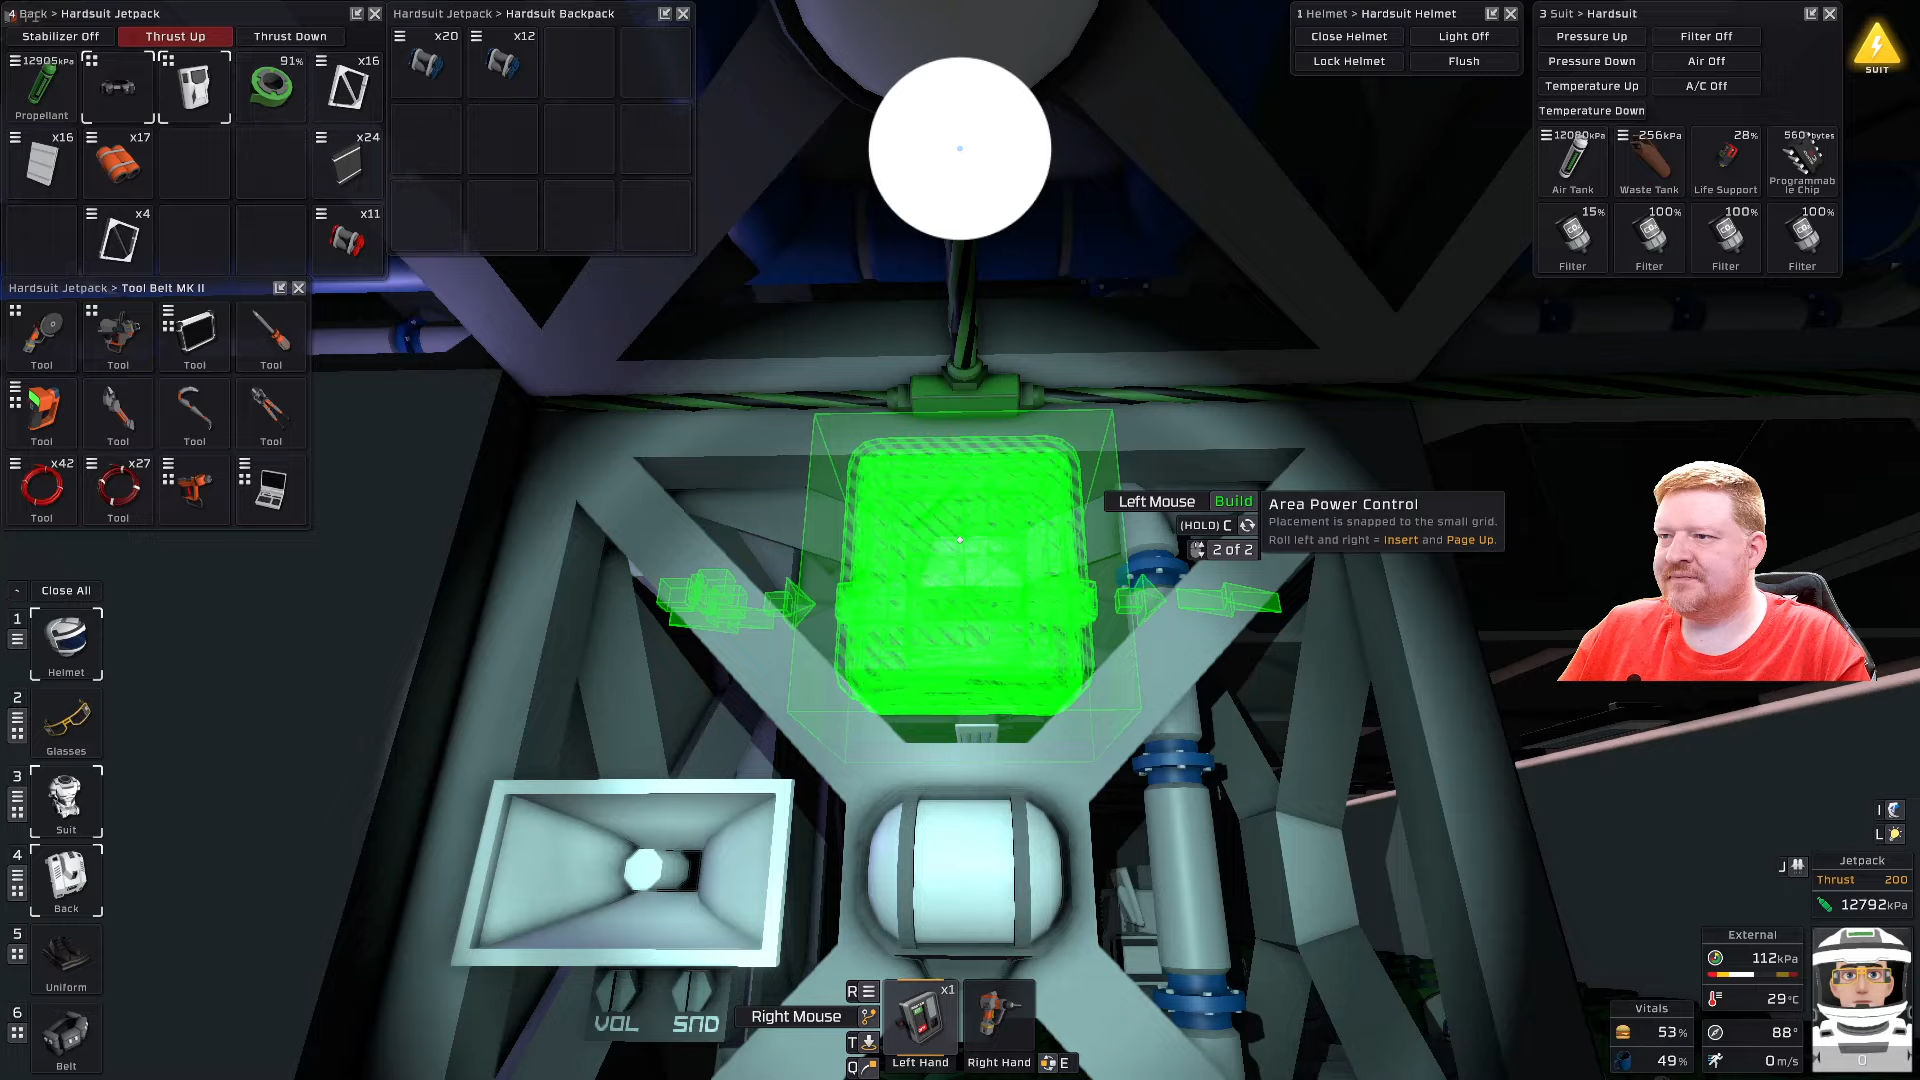 4 Back > Hardsuit Jetpack
Stabilizer Off
Thrust Up
Thrust Down
12905kPa
Propellant
91%
x16
x16
x17
x24
x4
x11
Hardsuit Jetpack > Hardsuit Backpack
x20
x12
Hardsuit Jetpack > Tool Belt MK II
Tool
Tool
Tool
Tool
Tool
Tool
Tool
Tool
x42
Tool
x27
Tool
1 Helmet > Hardsuit Helmet
Close Helmet
Light Off
Lock Helmet
Flush
3 Suit > Hardsuit
Pressure Up
Filter Off
Pressure Down
Air Off
Temperature Up
A/C Off
Temperature Down
12080kPa
Air Tank
256kPa
Waste Tank
28%
Life Support
560 bytes
Programmab
le Chip
15%
Filter
100%
Filter
100%
Filter
100%
Filter
SUIT
Left Mouse
Build
(HOLD) C
2 of 2
Area Power Control
Placement is snapped to the small grid.
Roll left and right = Insert and Page Up.
~
Close All
1
Helmet
2
Glasses
3
Suit
4
Back
5
Uniform
6
Belt
VOL
SND
Right Mouse
R
T
Q
x1
Left Hand
Right Hand
E
I
L
J
Jetpack
Thrust 200
12792kPa
External
112kPa
29°C
88°
0m/s
Vitals
53%
49%
0